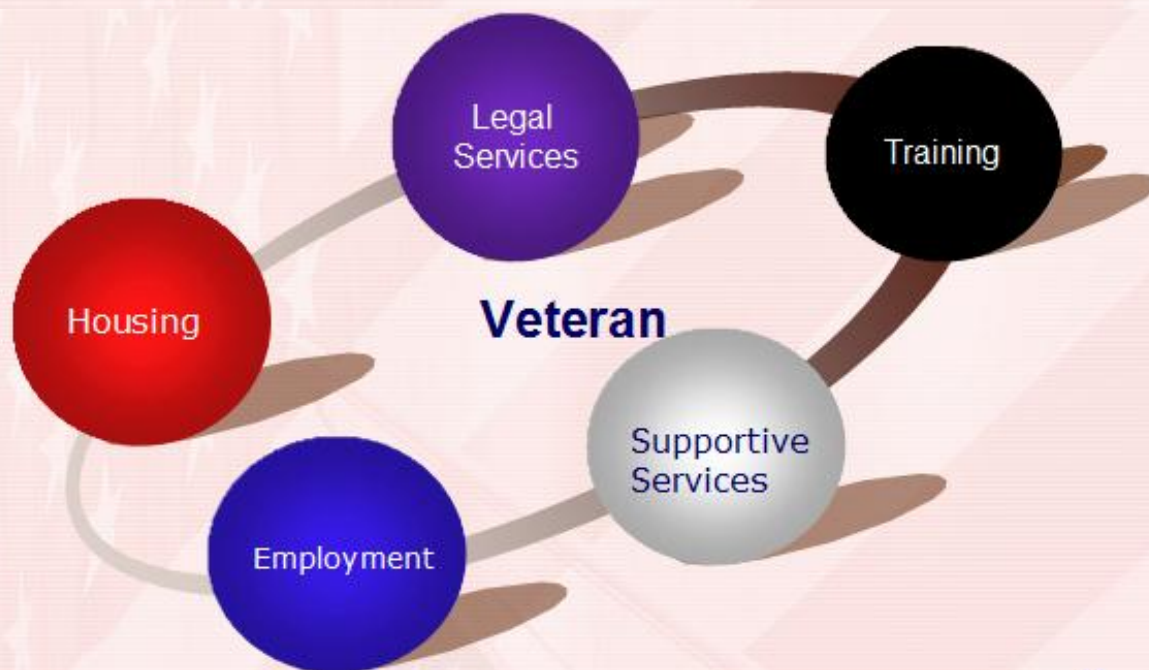 Legal
Services
Training
Housing
Veteran
Supportive
Services
Employment